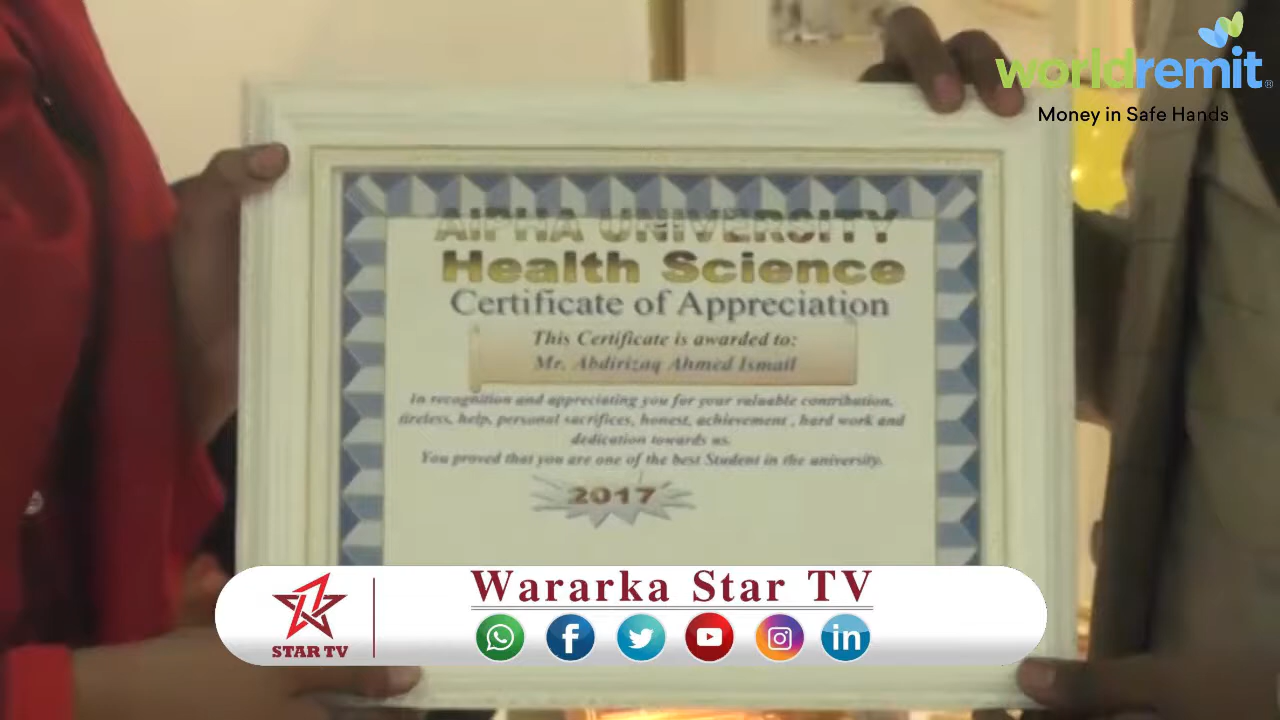 worldremit®
Money in Safe Hands
AIPHA UNIVERSITY
Health Science
Certificate of Appreciation
This Certificate is awarded to:
Mr. Abdirizaq Ahmed Ismail
In recognition and appreciating you for your valuable contribution,
tireless, help, personal sacrifices, honest, achievement , hard work and
dedication towards us.
You proved that you are one of the best Student in the university.
2017
Wararka Star TV
STAR TV